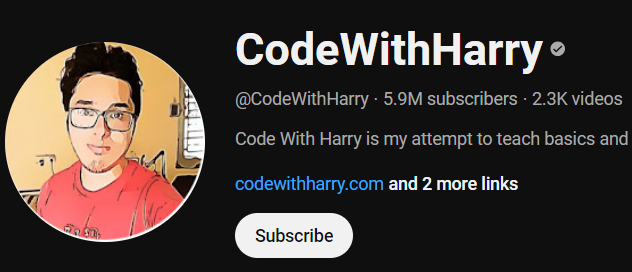 CodeWithHarry
@CodeWithHarry · 5.9M subscribers · 2.3K videos
Code With Harry is my attempt to teach basics and
codewithharry.com and 2 more links
Subscribe